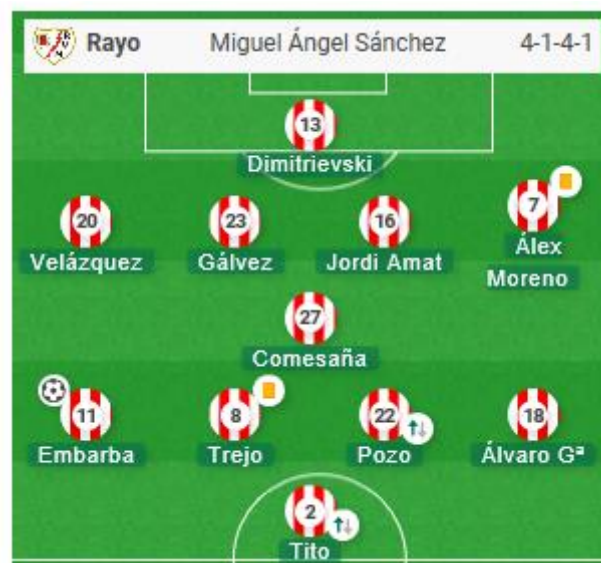 Rayo Miguel Ángel Sánchez 4-1-4-1
13
Dimitrievski
20 23 16 7
Velázquez Gálvez Jordi Amat Álex
Moreno
27
Comesaña
11 8 22 18
Embarba Trejo Pozo Álvaro Gª
2
Tito